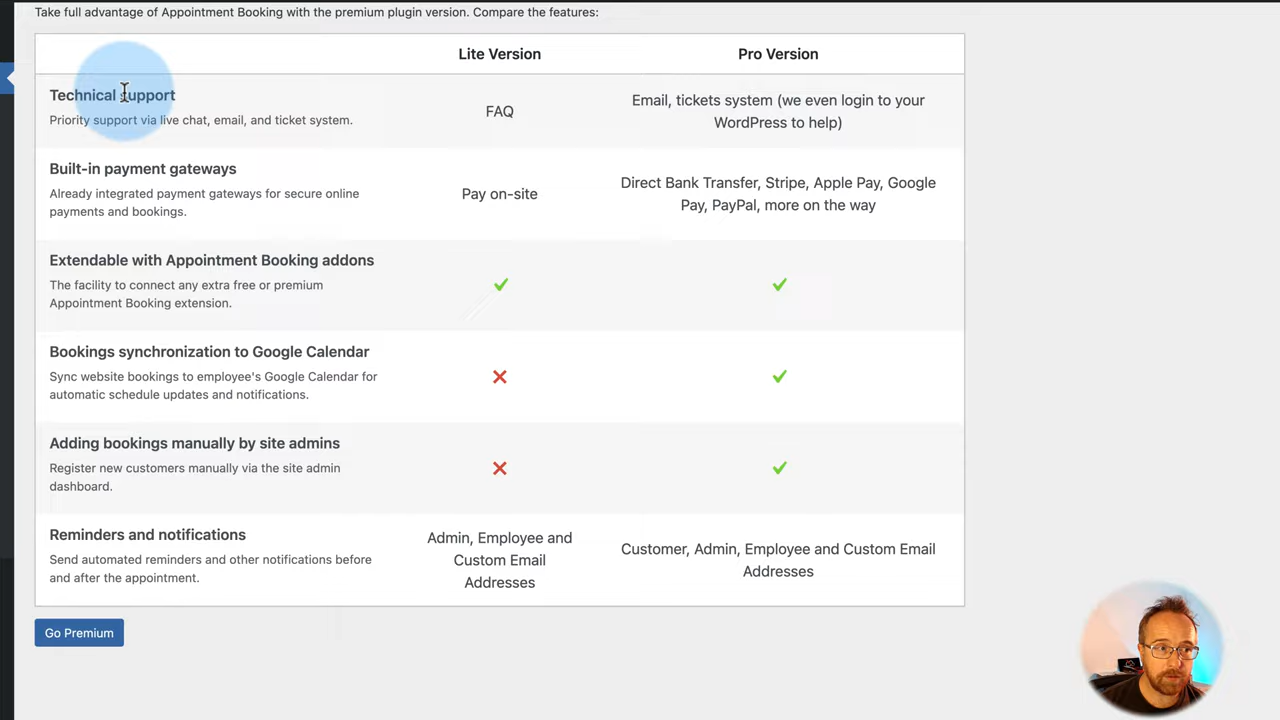 Take full advantage of Appointment Booking with the premium plugin version. Compare the features:
Lite Version
Pro Version
Technical support
Priority support via live chat, email, and ticket system.
FAQ
Email, tickets system (we even login to your
WordPress to help)
Built-in payment gateways
Already integrated payment gateways for secure online
payments and bookings.
Pay on-site
Direct Bank Transfer, Stripe, Apple Pay, Google
Pay, PayPal, more on the way
Extendable with Appointment Booking addons
The facility to connect any extra free or premium
Appointment Booking extension.
Bookings synchronization to Google Calendar
Sync website bookings to employee's Google Calendar for
automatic schedule updates and notifications.
Adding bookings manually by site admins
Register new customers manually via the site admin
dashboard.
Reminders and notifications
Send automated reminders and other notifications before
and after the appointment.
Admin, Employee and
Custom Email
Addresses
Customer, Admin, Employee and Custom Email
Addresses
Go Premium